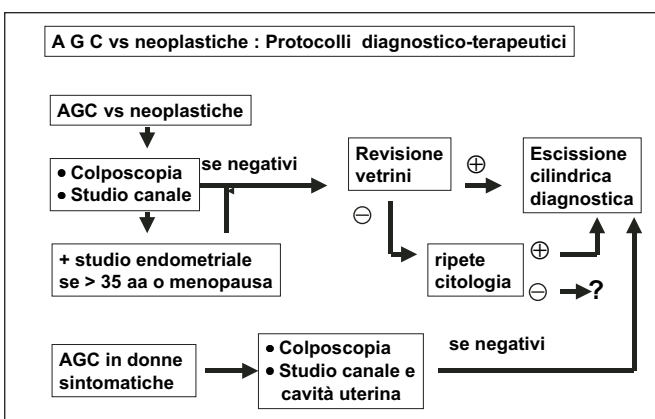 A G C vs neoplastiche : Protocolli diagnostico-terapeutici
AGC vs neoplastiche
• Colposcopia
• Studio canale
se negativi
+ studio endometriale
se > 35 aa o menopausa
Revisione
vetrini
⊕
⊖
Escissione
cilindrica
diagnostica
ripete
citologia
⊕
⊖
?
AGC in donne
sintomatiche
• Colposcopia
• Studio canale e
cavità uterina
se negativi